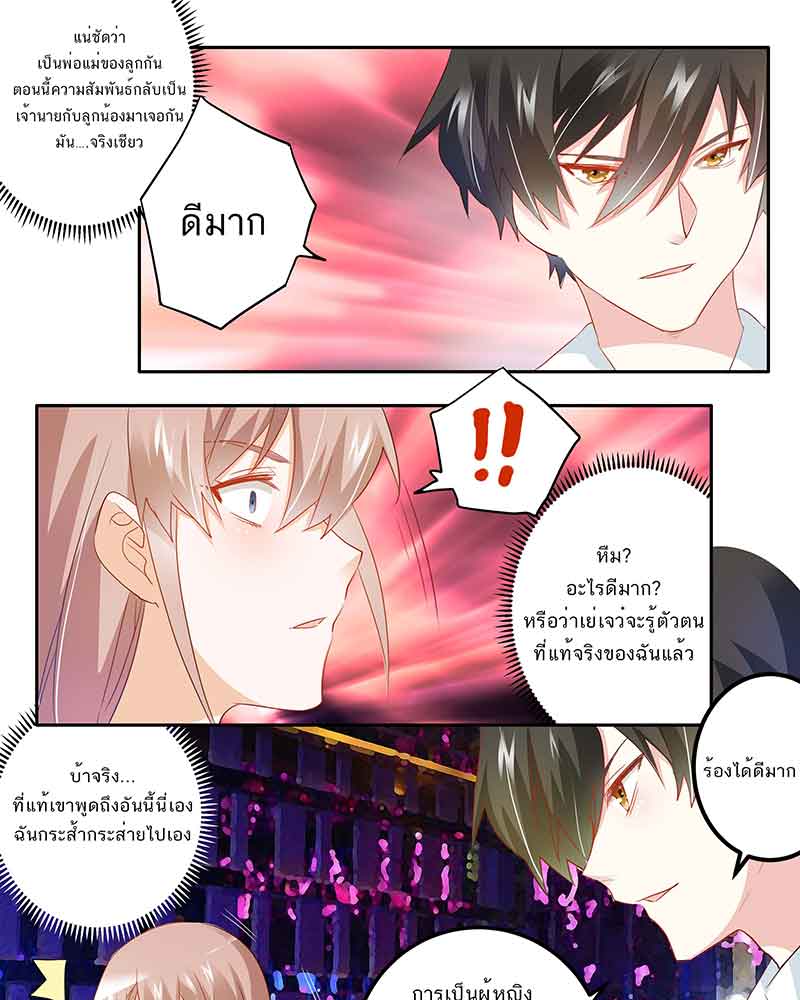 แน่ชัดว่า
เป็นพ่อแม่ของลูกกัน
ตอนนี้ความสัมพันธ์กลับเป็น
เจ้านายกับลูกน้องมาเจอกัน
มัน....จริงเชียว
ดีมาก
!!
หืม?
อะไรดีมาก?
หรือว่าเย่เจว๋จะรู้ตัวตน
ที่แท้จริงของฉันแล้ว
ร้องได้ดีมาก
บ้าจริง...
ที่แท้เขาพูดถึงอันนี้นี่เอง
ฉันกระส้ำกระส่ายไปเอง
การเป็นผู้หญิง